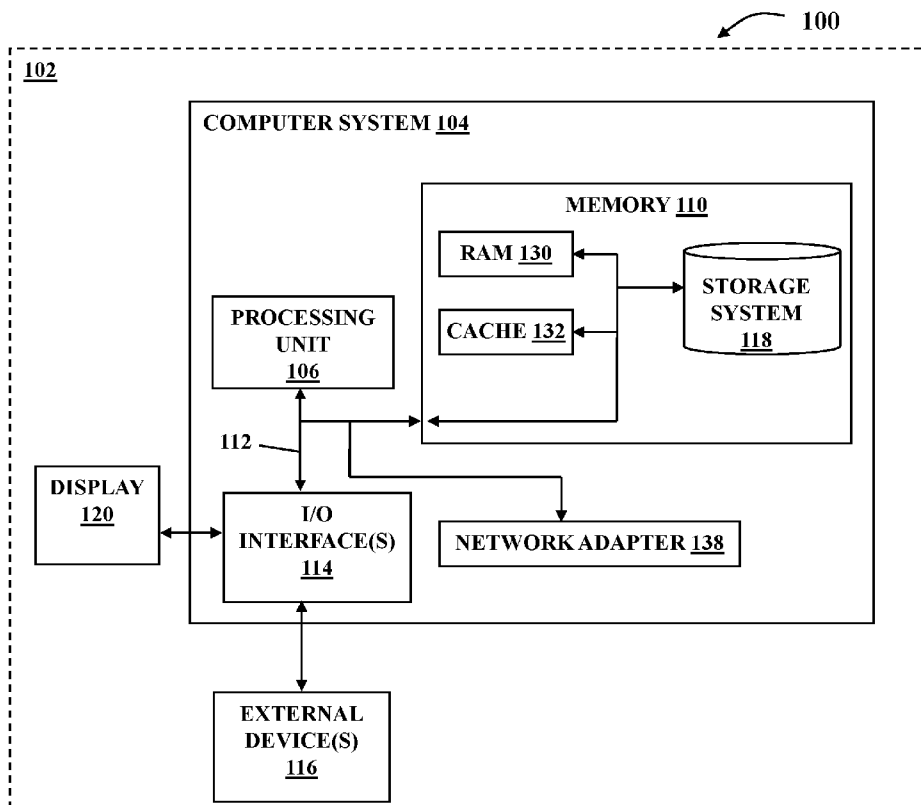 100
102
COMPUTER SYSTEM 104
MEMORY 110
RAM 130
STORAGE
SYSTEM
118
CACHE 132
PROCESSING
UNIT
106
112
DISPLAY
120
I/O
INTERFACE(S)
114
NETWORK ADAPTER 138
EXTERNAL
DEVICE(S)
116